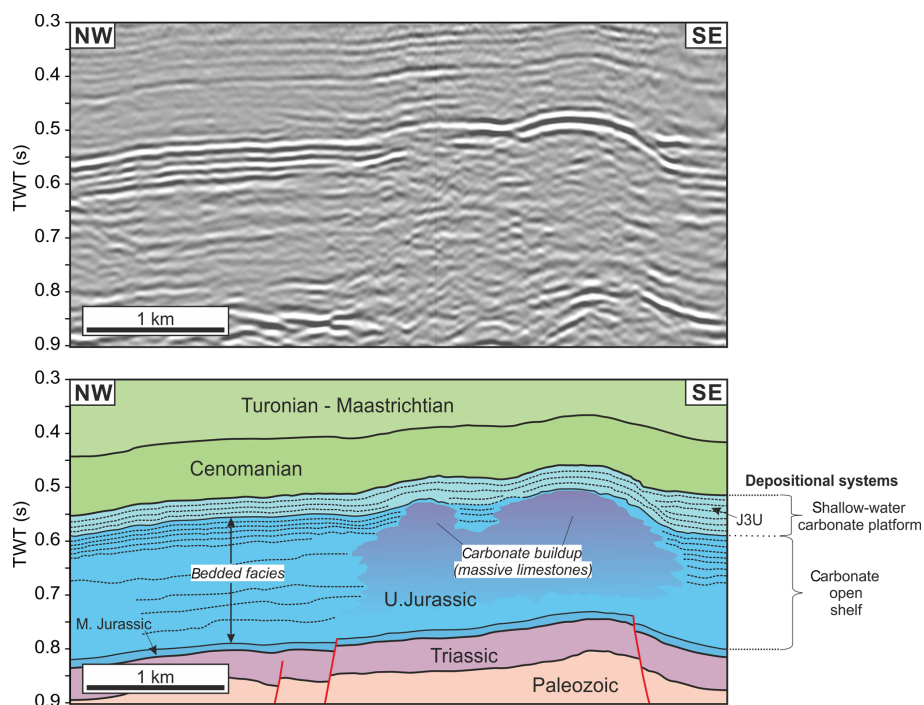 NW
SE
0.3
0.4
0.5
0.6
0.7
0.8
0.9
TWT (s)
1 km
NW
SE
0.3
0.4
0.5
0.6
0.7
0.8
0.9
TWT (s)
Turonian - Maastrichtian
Cenomanian
Depositional systems
Shallow-water
carbonate platform
J3U
Carbonate buildup
(massive limestones)
Bedded facies
U.Jurassic
Carbonate
open
shelf
M. Jurassic
Triassic
Paleozoic
1 km